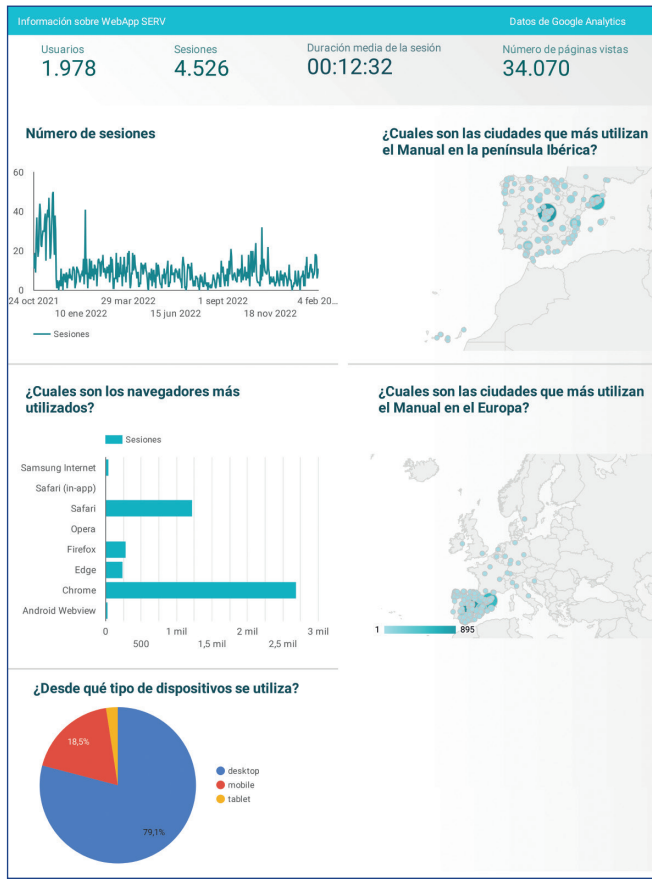 Información sobre WebApp SERV
Datos de Google Analytics
Usuarios
1.978
Sesiones
4.526
Duración media de la sesión
00:12:32
Número de páginas vistas
34.070
Número de sesiones
60
40
20
0
24 oct 2021
29 mar 2022
1 sept 2022
4 feb 20...
10 ene 2022
15 jun 2022
18 nov 2022
Sesiones
¿Cuales son las ciudades que más utilizan
el Manual en la península Ibérica?
¿Cuales son los navegadores más
utilizados?
Sesiones
Samsung Internet
Safari (in-app)
Safari
Opera
Firefox
Edge
Chrome
Android Webview
0
1 mil
2 mil
3 mil
500
1,5 mil
2,5 mil
¿Cuales son las ciudades que más utilizan
el Manual en el Europa?
1
895
¿Desde qué tipo de dispositivos se utiliza?
18,5%
79,1%
desktop
mobile
tablet